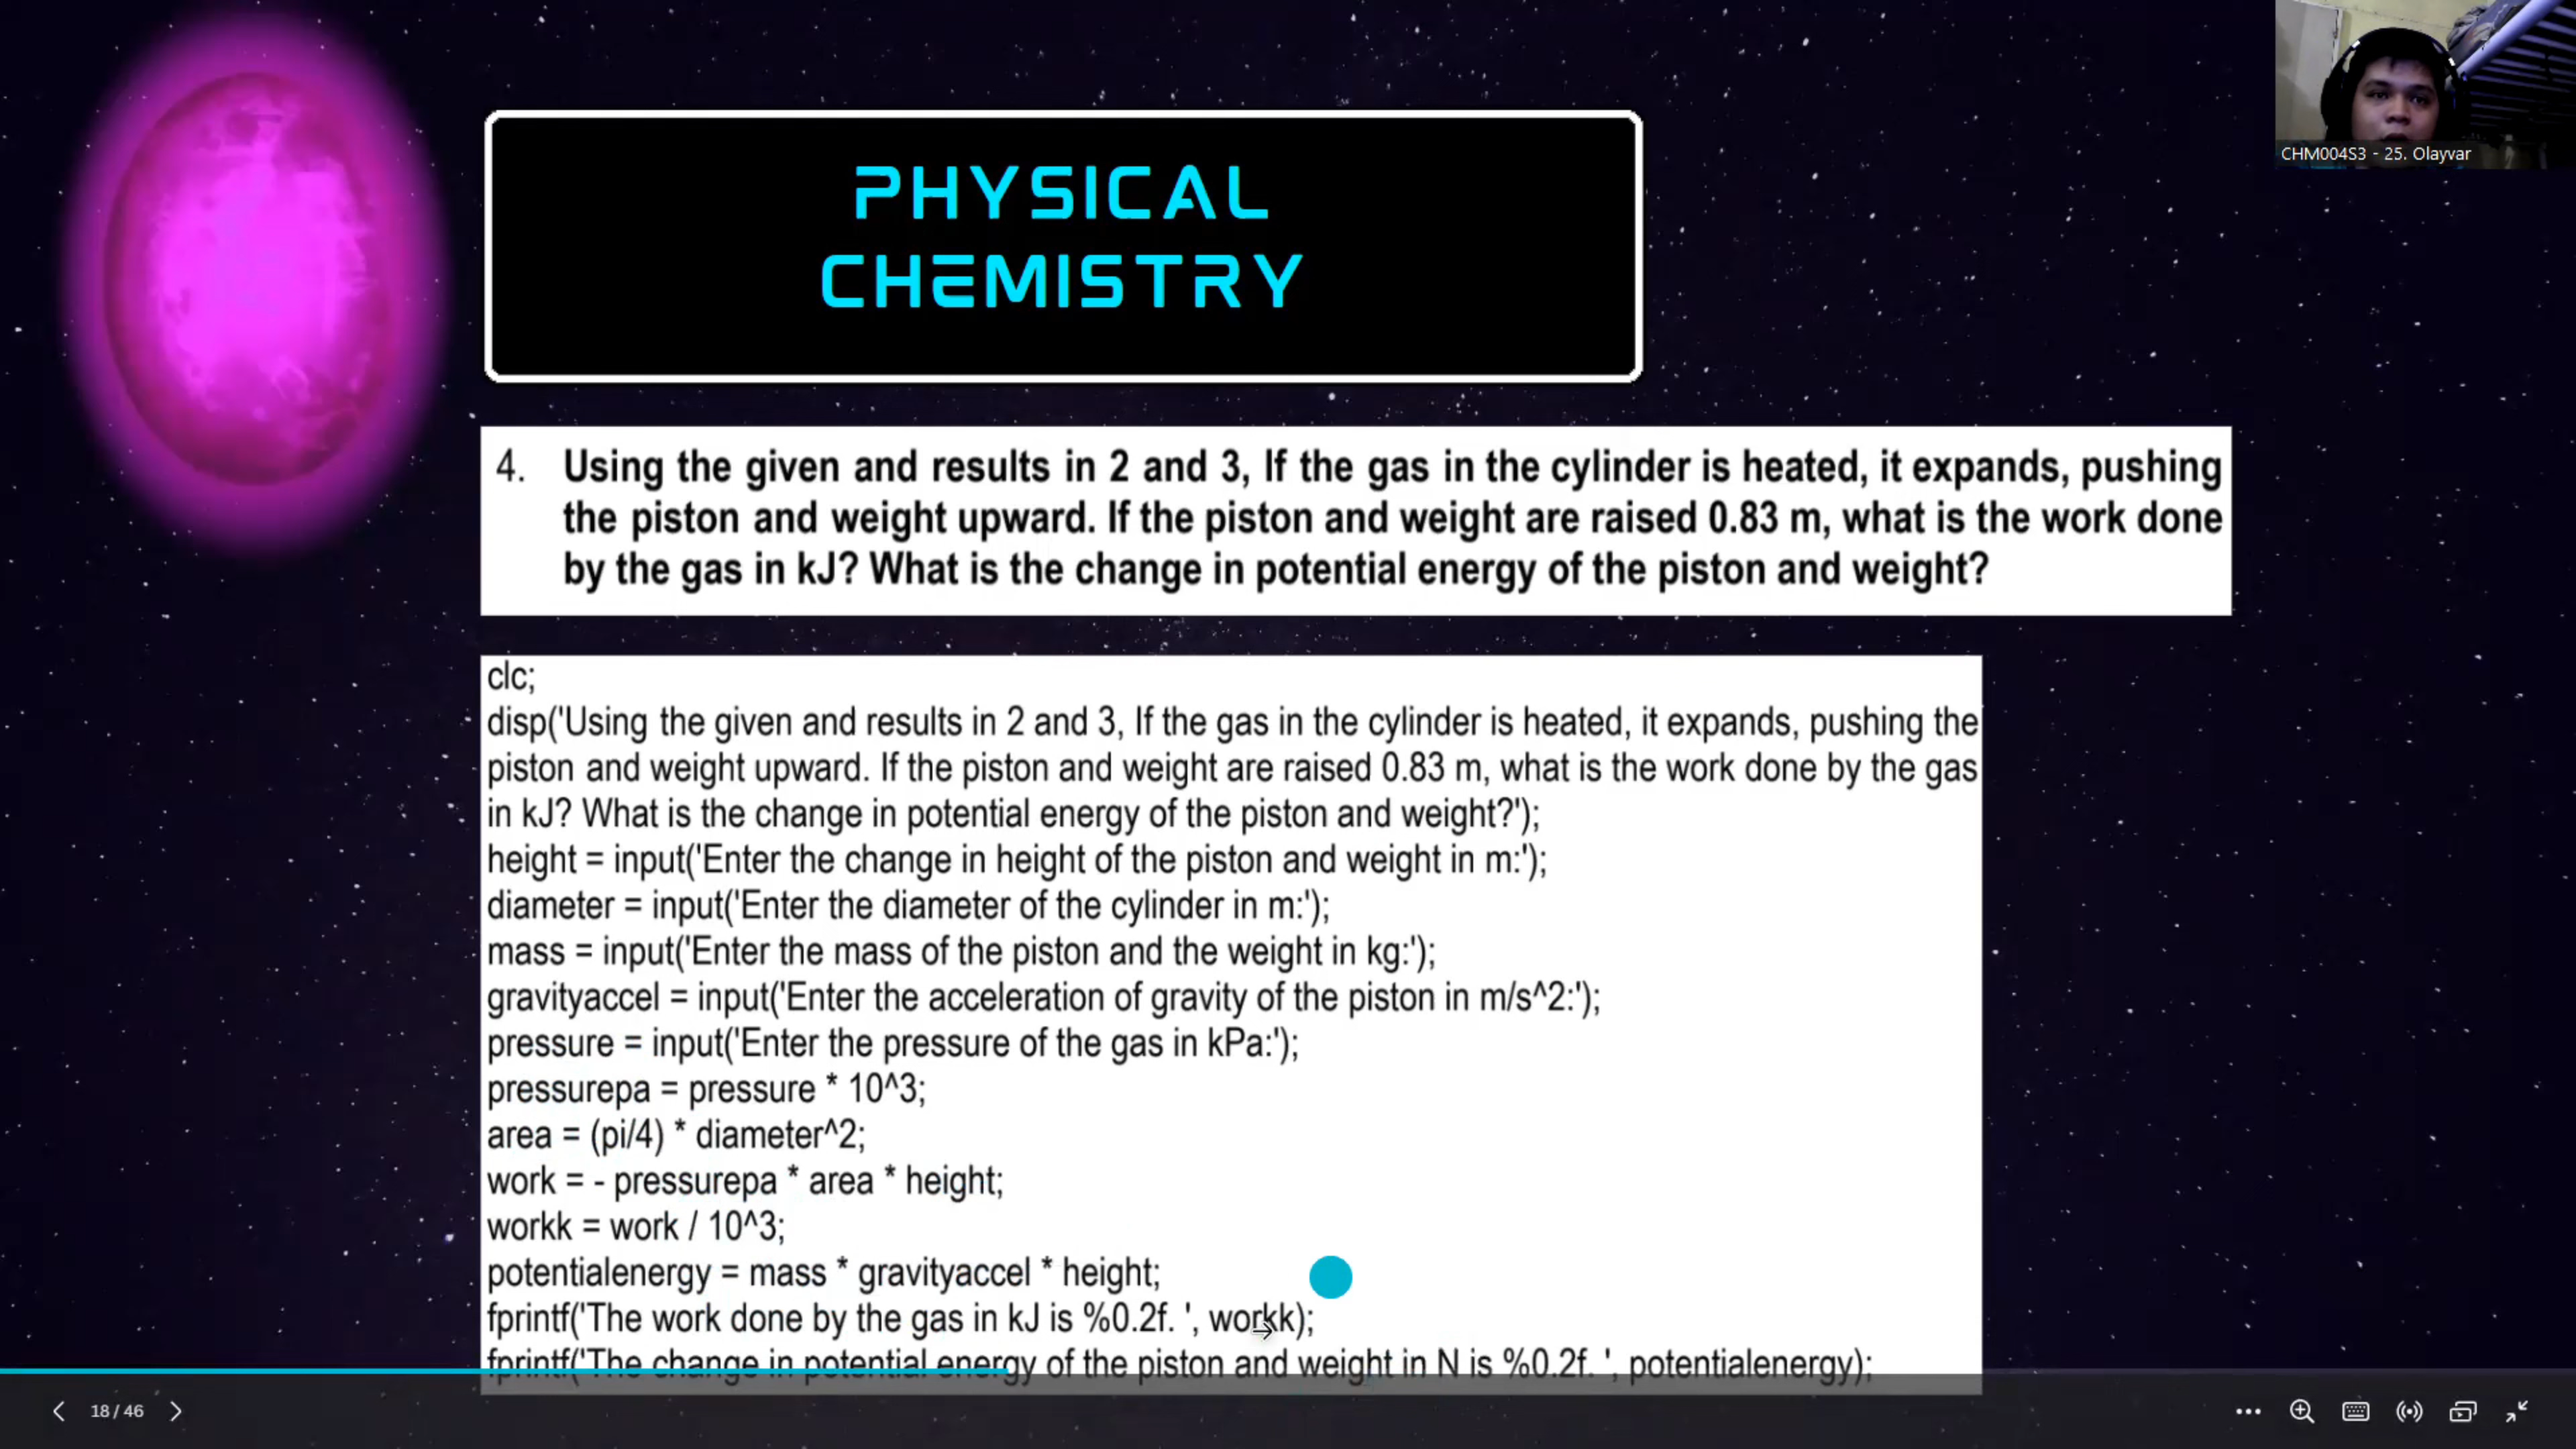 CHM004S3 - 25. Olayvar
PHYSICAL
CHEMISTRY
4. Using the given and results in 2 and 3, If the gas in the cylinder is heated, it expands, pushing
the piston and weight upward. If the piston and weight are raised 0.83 m, what is the work done
by the gas in kJ? What is the change in potential energy of the piston and weight?
clc;
disp('Using the given and results in 2 and 3, If the gas in the cylinder is heated, it expands, pushing the
piston and weight upward. If the piston and weight are raised 0.83 m, what is the work done by the gas
in kJ? What is the change in potential energy of the piston and weight?');
height = input('Enter the change in height of the piston and weight in m:');
diameter = input('Enter the diameter of the cylinder in m:');
mass = input('Enter the mass of the piston and the weight in kg:');
gravityaccel = input('Enter the acceleration of gravity of the piston in m/s^2:');
pressure = input('Enter the pressure of the gas in kPa:');
pressurepa = pressure * 10^3;
area = (pi/4) * diameter^2;
work = - pressurepa * area * height;
workk = work / 10^3;
potentialenergy = mass * gravityaccel * height;
fprintf('The work done by the gas in kJ is %0.2f. ', workk);
fprintf('The change in potential energy of the piston and weight in N is %0.2f. ', potentialenergy);
18 / 46